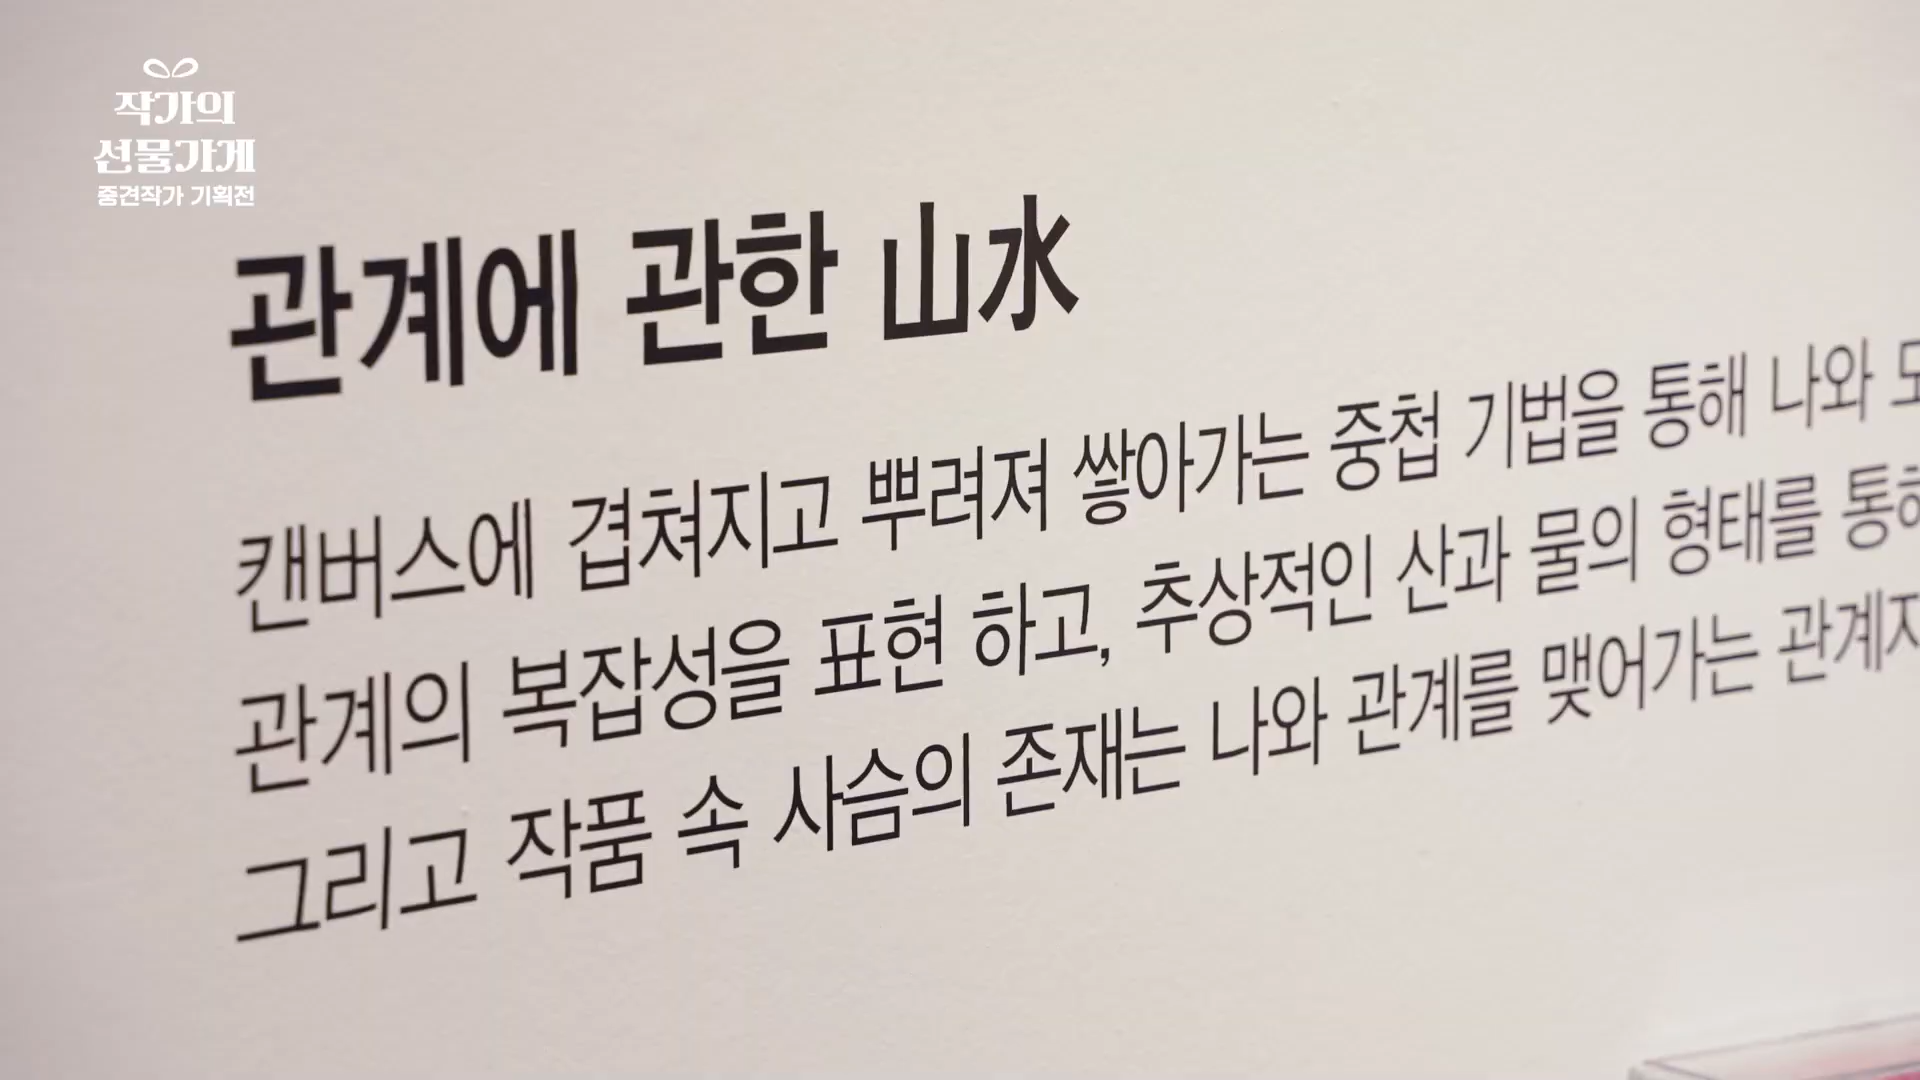 작가의
선물가게
중견작가 기획전
관계에 관한 山水
캔버스에 겹쳐지고 뿌려져 쌓아가는 중첩 기법을 통해 나와
관계의 복잡성을 표현 하고, 추상적인 산과 물의 형태를
그리고 작품 속 사슴의 존재는 나와 관계를 맺어가는